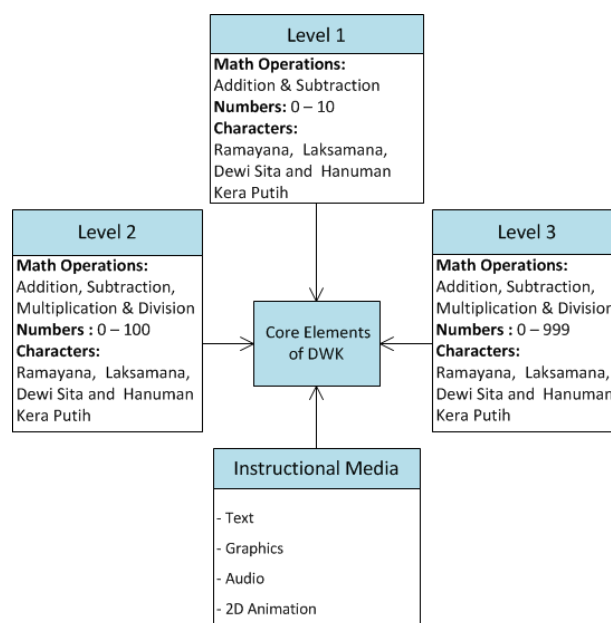 Level 1
Math Operations:
Addition & Subtraction
Numbers: 0 – 10
Characters:
Ramayana, Laksamana,
Dewi Sita and Hanuman
Kera Putih
Level 2
Math Operations:
Addition, Subtraction,
Multiplication & Division
Numbers : 0 – 100
Characters:
Ramayana, Laksamana,
Dewi Sita and Hanuman
Kera Putih
Core Elements
of DWK
Level 3
Math Operations:
Addition, Subtraction,
Multiplication & Division
Numbers : 0 – 999
Characters:
Ramayana, Laksamana,
Dewi Sita and Hanuman
Kera Putih
Instructional Media
- Text
- Graphics
- Audio
- 2D Animation